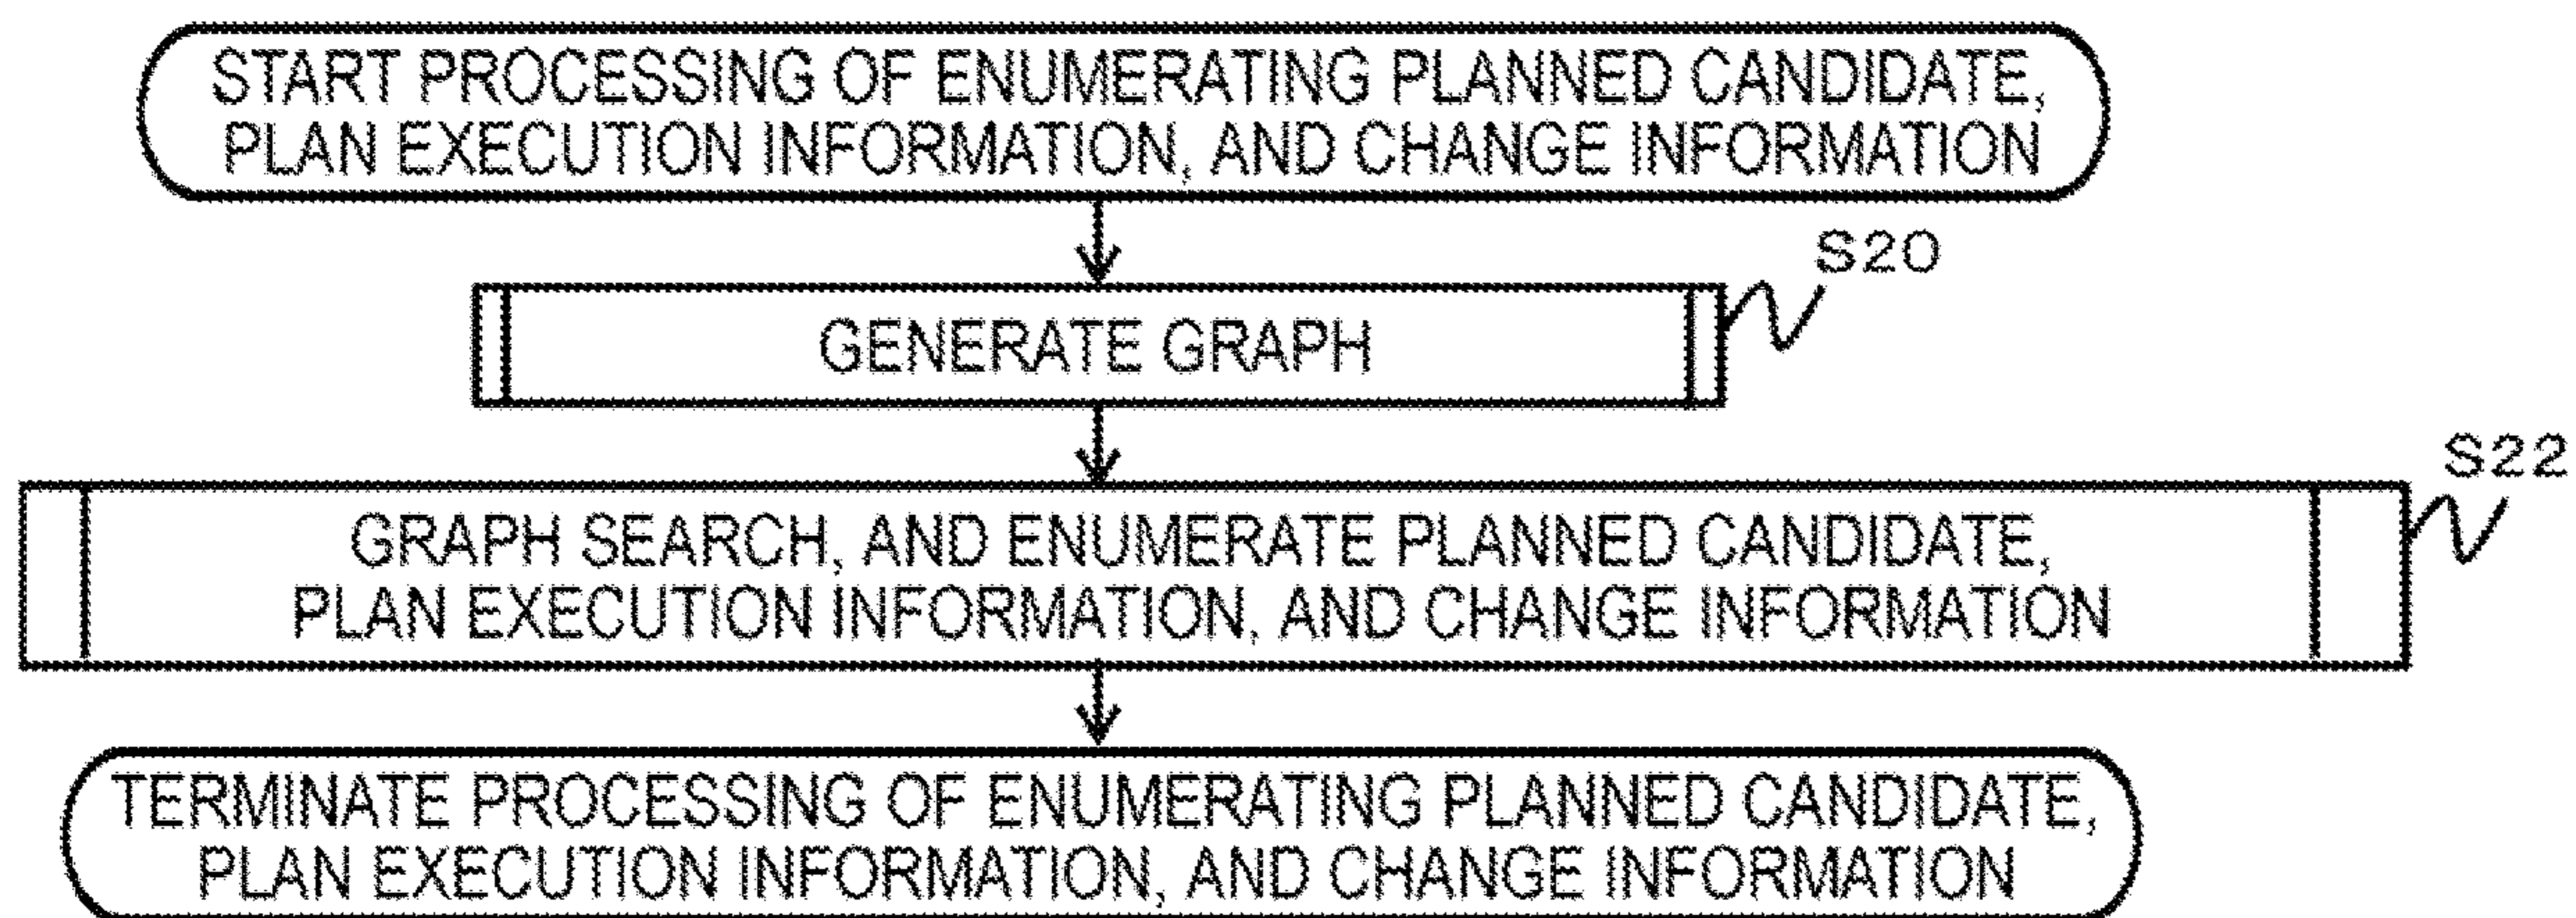 START PROCESSING OF ENUMERATING PLANNED CANDIDATE,
PLAN EXECUTION INFORMATION, AND CHANGE INFORMATION
S20
GENERATE GRAPH
S22
GRAPH SEARCH, AND ENUMERATE PLANNED CANDIDATE,
PLAN EXECUTION INFORMATION, AND CHANGE INFORMATION
TERMINATE PROCESSING OF ENUMERATING PLANNED CANDIDATE,
PLAN EXECUTION INFORMATION, AND CHANGE INFORMATION